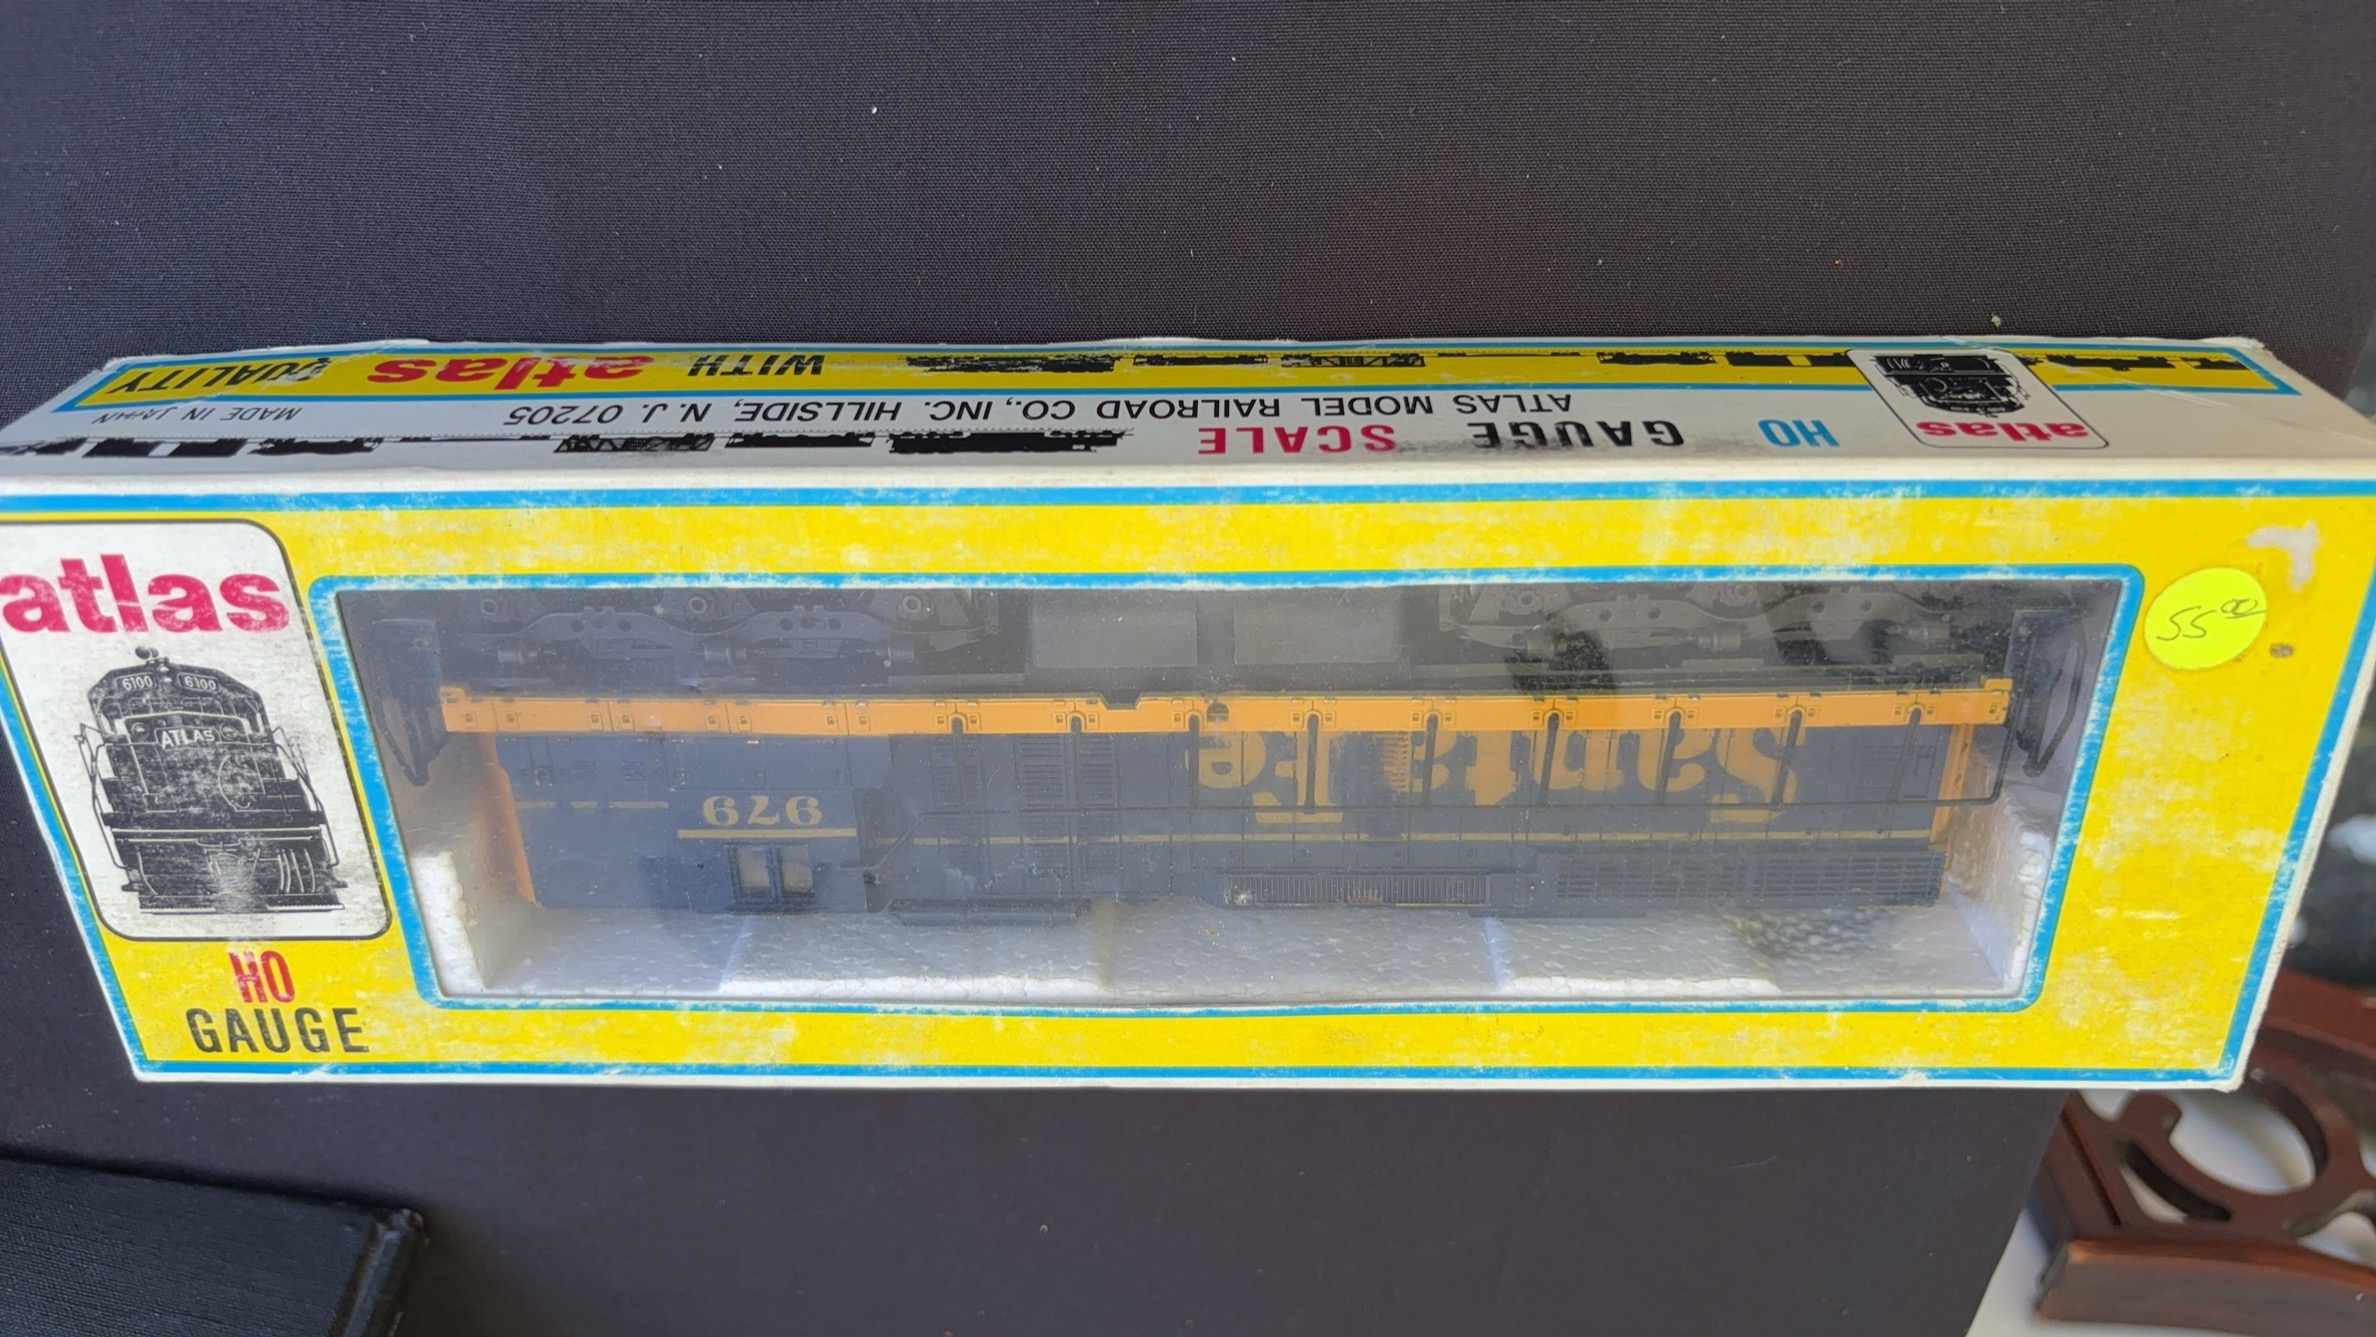 QUALITY WITH atlas
MADE IN JAPAN
ATLAS MODEL RAILROAD CO., INC. HILLSIDE, N. J. 07205
HO GAUGE SCALE
atlas
atlas
6100 6100
ATLAS
HO
GAUGE
Santa Fe
979
55 00